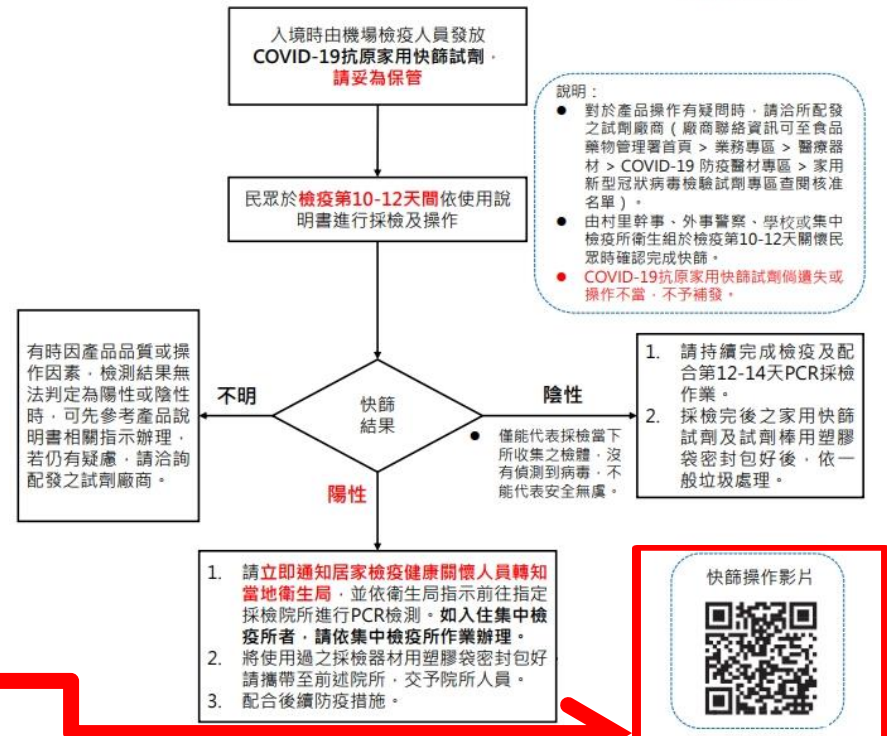 入境時由機場檢疫人員發放
COVID-19抗原家用快篩試劑，
請妥為保管
說明：
● 對於產品操作有疑問時，請洽所配發
之試劑廠商（廠商聯絡資訊可至食品
藥物管理署首頁 > 業務專區 > 醫療器
材 > COVID-19 防疫醫材專區 > 家用
新型冠狀病毒檢驗試劑專區查閱核准
名單）。
● 由村里幹事、外事警察、學校或集中
檢疫所衛生組於檢疫第10-12天關懷民
眾時確認完成快篩。
● COVID-19抗原家用快篩試劑倘遺失或
操作不當，不予補發。
民眾於檢疫第10-12天間依使用說
明書進行採檢及操作
有時因產品品質或操
作因素，檢測結果無
法判定為陽性或陰性
時，可先參考產品說
明書相關指示辦理，
若仍有疑慮，請洽詢
配發之試劑廠商。
不明
快篩
結果
陰性
● 僅能代表採檢當下
所收集之檢體，沒
有偵測到病毒，不
能代表安全無虞。
1. 請持續完成檢疫及配
合第12-14天PCR採檢
作業。
2. 採檢完後之家用快篩
試劑及試劑棒用塑膠
袋密封包好後，依一
般垃圾處理。
陽性
1. 請立即通知居家檢疫健康關懷人員轉知
當地衛生局，並依衛生局指示前往指定
採檢院所進行PCR檢測。如入住集中檢
疫所者，請依集中檢疫所作業辦理。
2. 將使用過之採檢器材用塑膠袋密封包好，
請攜帶至前述院所，交予院所人員。
3. 配合後續防疫措施。
快篩操作影片